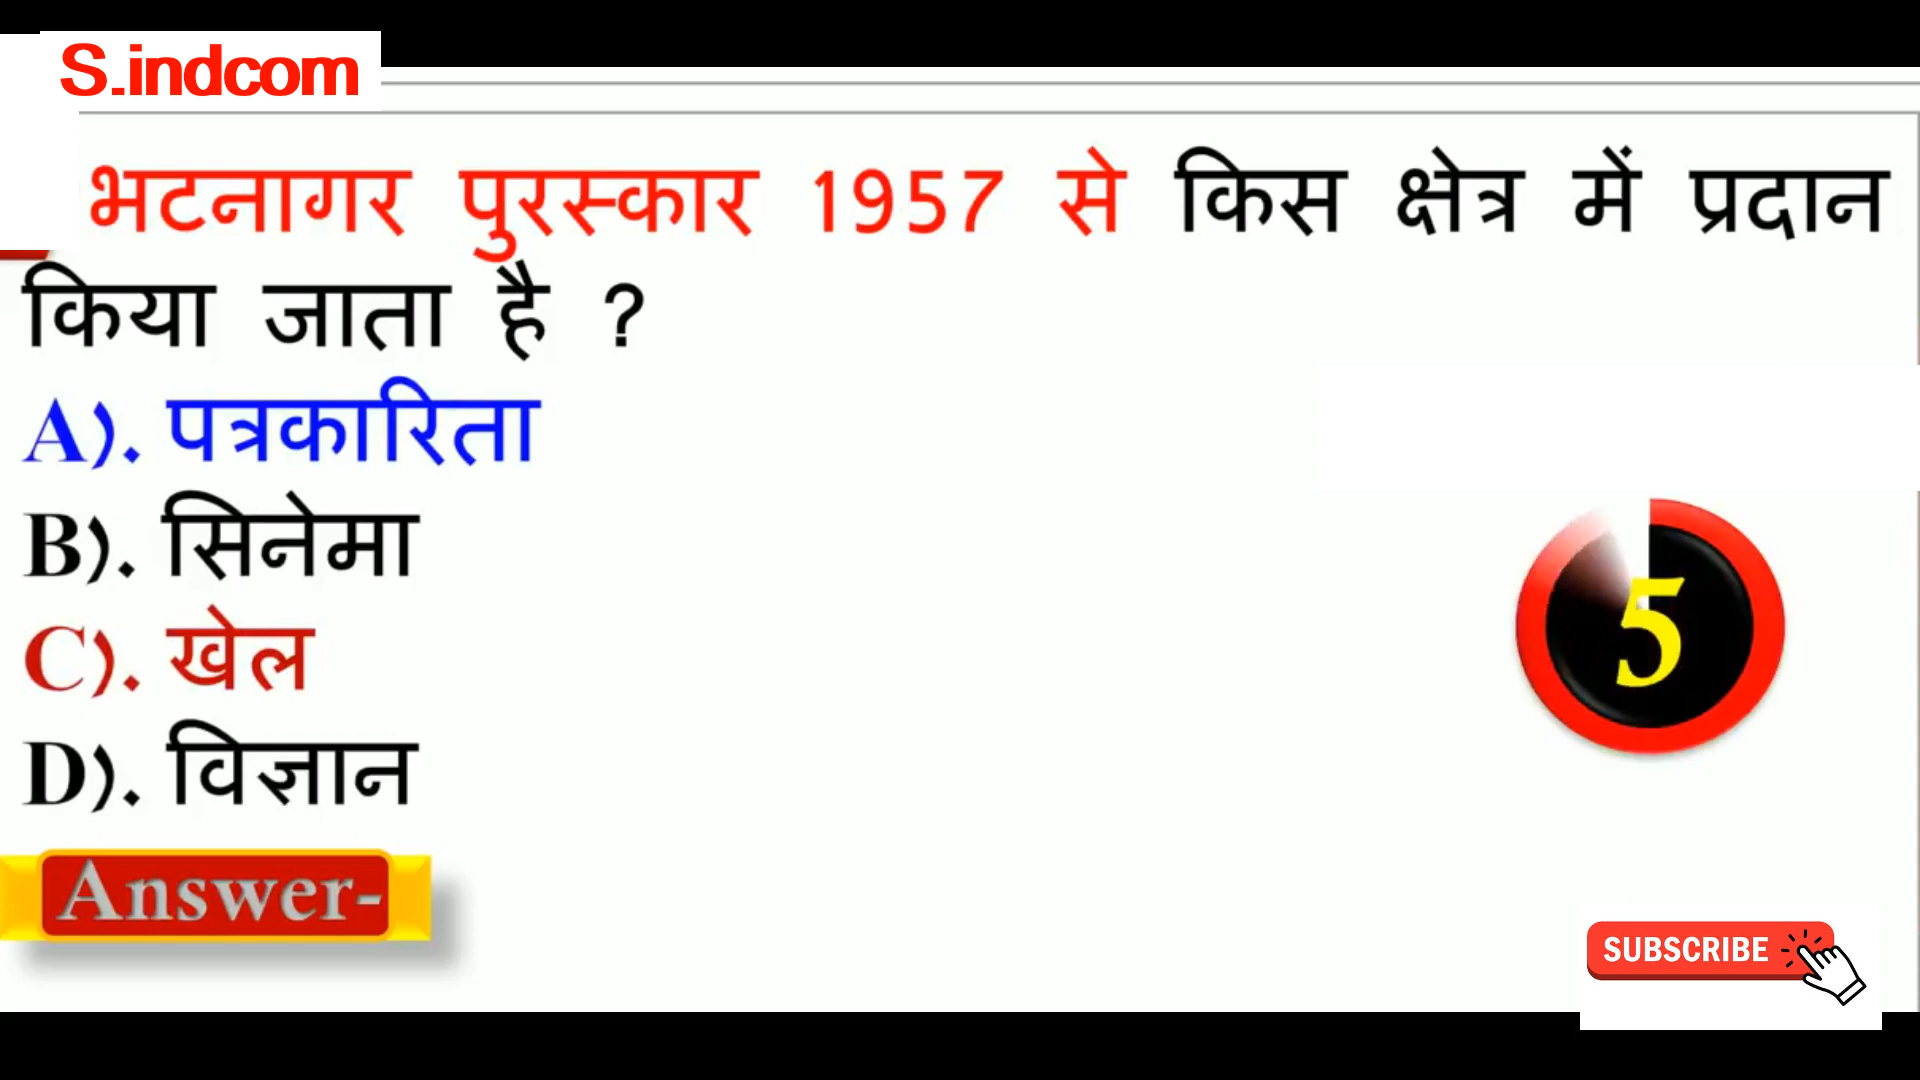 S.indcom
भटनागर पुरस्कार 1957 से किस क्षेत्र में प्रदान
किया जाता है ?
A). पत्रकारिता
B). सिनेमा
C). खेल
D). विज्ञान
5
Answer-
SUBSCRIBE